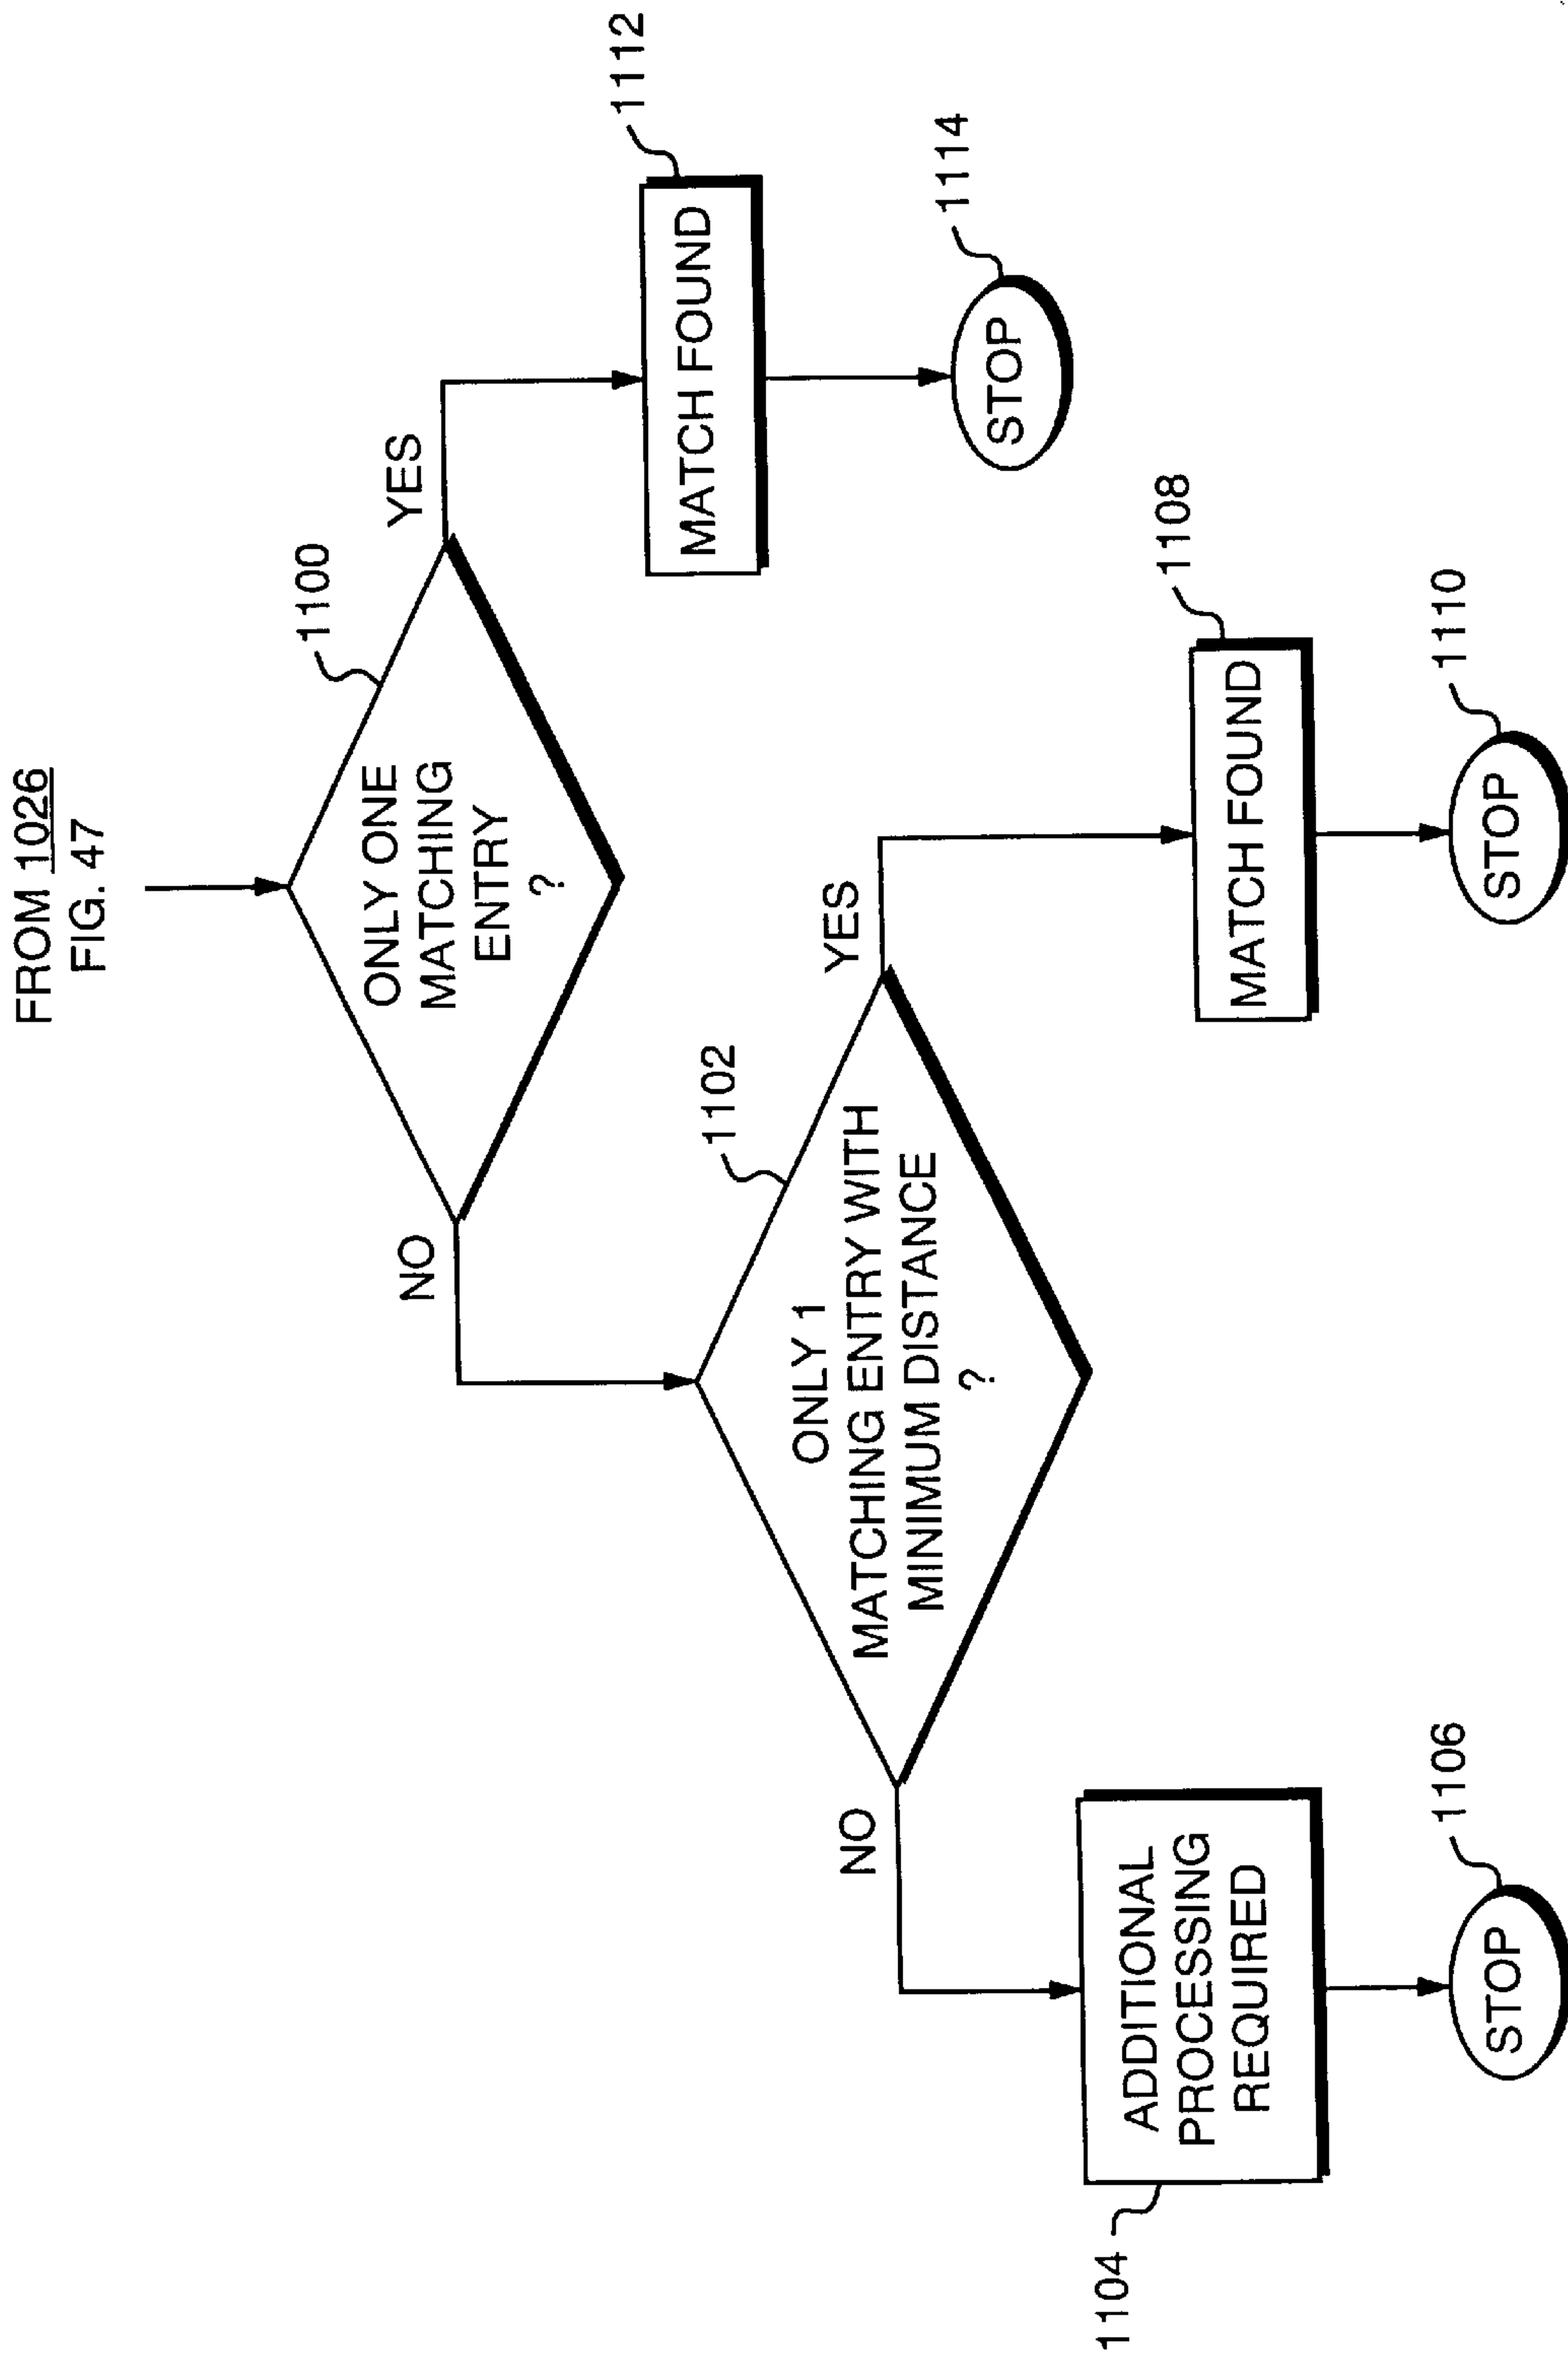 FROM 1026
FIG. 47
1100
ONLY ONE
MATCHING
ENTRY
?
YES
NO
1112
MATCH FOUND
1114
STOP
1102
ONLY 1
MATCHING ENTRY WITH
MINIMUM DISTANCE
?
YES
NO
1108
MATCH FOUND
1110
STOP
1104
ADDITIONAL
PROCESSING
REQUIRED
1106
STOP